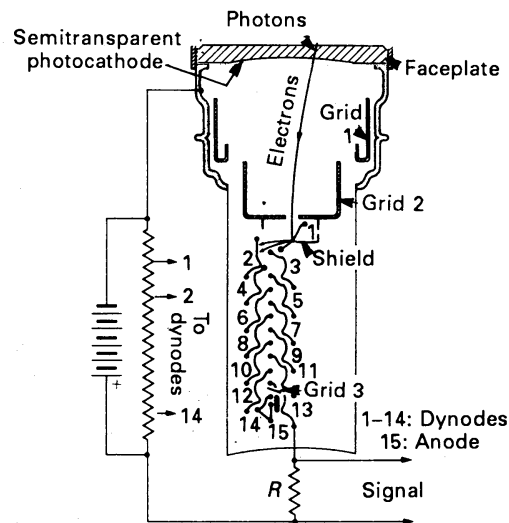 Photons
Semitransparent
photocathode
Faceplate
Electrons
Grid
1
Grid 2
1
Shield
2
3
4
5
6
7
8
9
10
11
Grid 3
12
13
14
15
1
2
To
dynodes
14
+
1–14: Dynodes
15: Anode
R
Signal